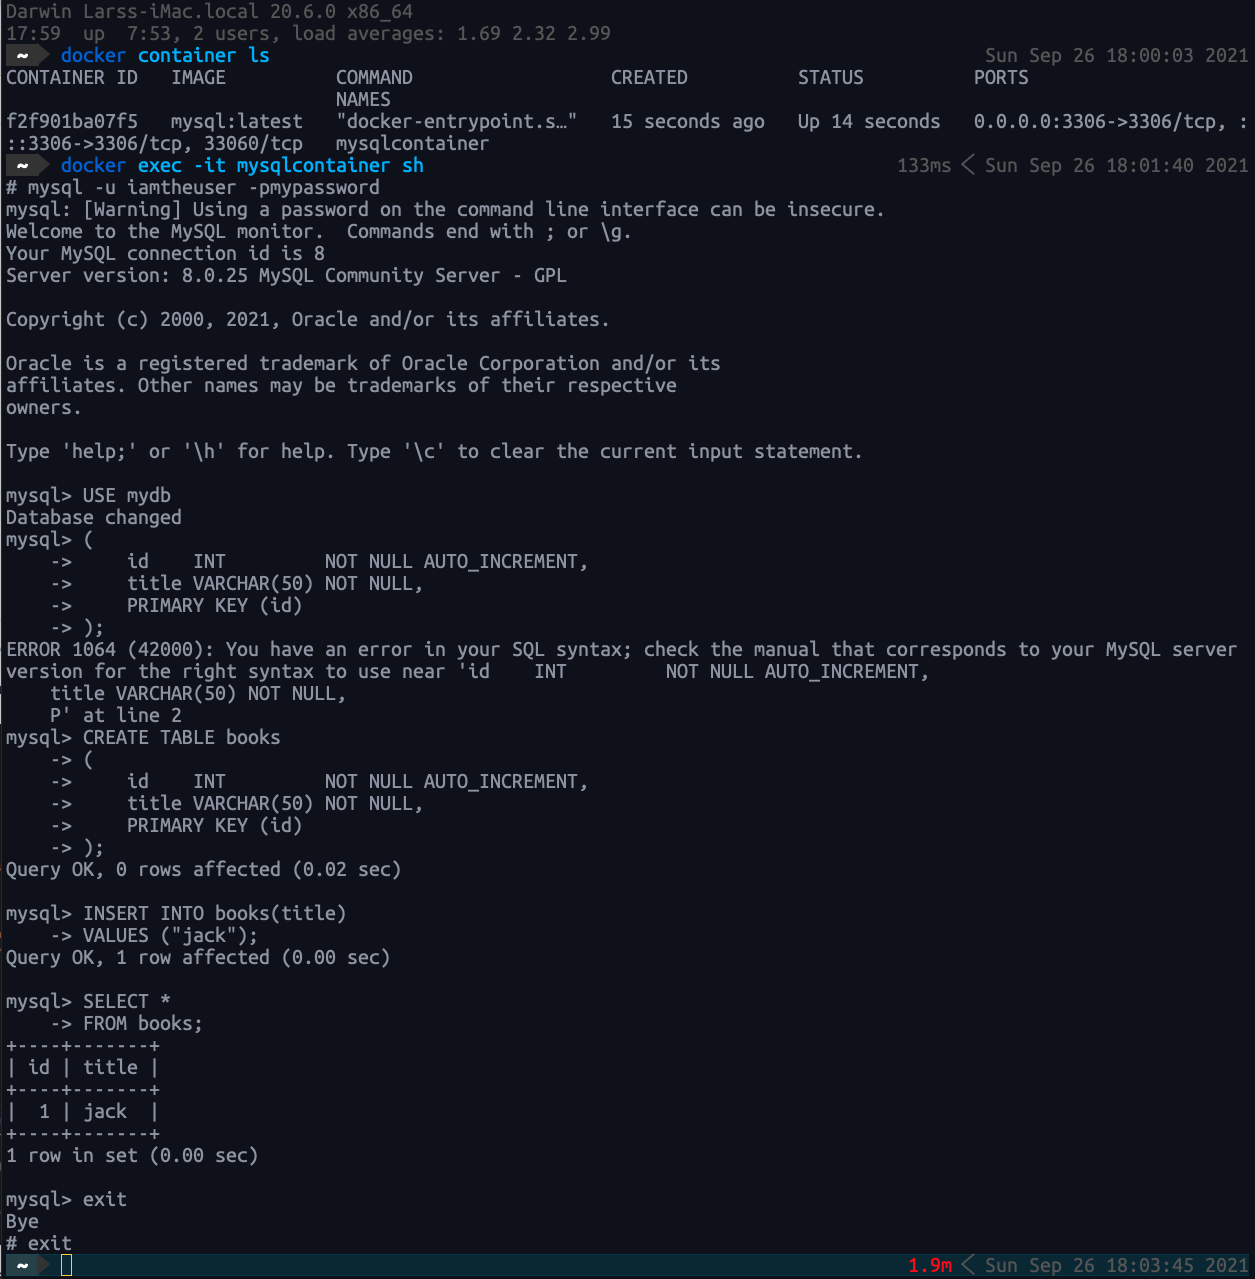 Darwin Larss-iMac.local 20.6.0 x86_64
17:59  up  7:53, 2 users, load averages: 1.69 2.32 2.99
~ docker container ls Sun Sep 26 18:00:03 2021
CONTAINER ID   IMAGE          COMMAND                  CREATED          STATUS          PORTS
                              NAMES
f2f901ba07f5   mysql:latest   "docker-entrypoint.s…"   15 seconds ago   Up 14 seconds   0.0.0.0:3306->3306/tcp, :
::3306->3306/tcp, 33060/tcp   mysqlcontainer
~ docker exec -it mysqlcontainer sh 133ms < Sun Sep 26 18:01:40 2021
# mysql -u iamtheuser -pmypassword
mysql: [Warning] Using a password on the command line interface can be insecure.
Welcome to the MySQL monitor.  Commands end with ; or \g.
Your MySQL connection id is 8
Server version: 8.0.25 MySQL Community Server - GPL

Copyright (c) 2000, 2021, Oracle and/or its affiliates.

Oracle is a registered trademark of Oracle Corporation and/or its
affiliates. Other names may be trademarks of their respective
owners.

Type 'help;' or '\h' for help. Type '\c' to clear the current input statement.

mysql> USE mydb
Database changed
mysql> (
    ->     id    INT         NOT NULL AUTO_INCREMENT,
    ->     title VARCHAR(50) NOT NULL,
    ->     PRIMARY KEY (id)
    -> );
ERROR 1064 (42000): You have an error in your SQL syntax; check the manual that corresponds to your MySQL server
version for the right syntax to use near 'id    INT         NOT NULL AUTO_INCREMENT,
    title VARCHAR(50) NOT NULL,
    P' at line 2
mysql> CREATE TABLE books
    -> (
    ->     id    INT         NOT NULL AUTO_INCREMENT,
    ->     title VARCHAR(50) NOT NULL,
    ->     PRIMARY KEY (id)
    -> );
Query OK, 0 rows affected (0.02 sec)

mysql> INSERT INTO books(title)
    -> VALUES ("jack");
Query OK, 1 row affected (0.00 sec)

mysql> SELECT *
    -> FROM books;
+----+-------+
| id | title |
+----+-------+
|  1 | jack  |
+----+-------+
1 row in set (0.00 sec)

mysql> exit
Bye
# exit
~ 1.9m < Sun Sep 26 18:03:45 2021